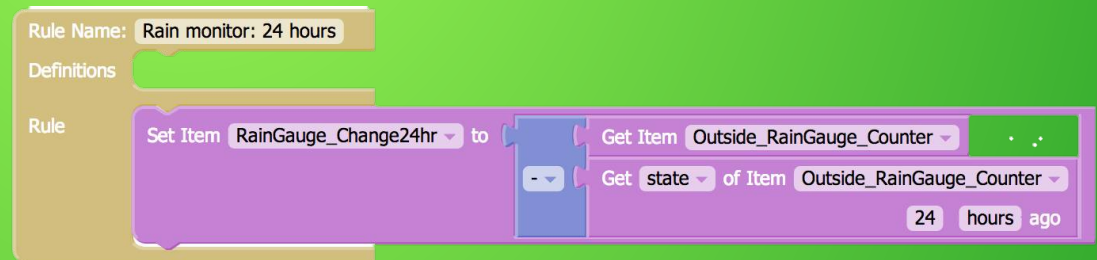 Rule Name: Rain monitor: 24 hours
Definitions
Rule
Set Item RainGauge_Change24hr to
Get Item Outside_RainGauge_Counter
-
Get state of Item Outside_RainGauge_Counter
24 hours ago